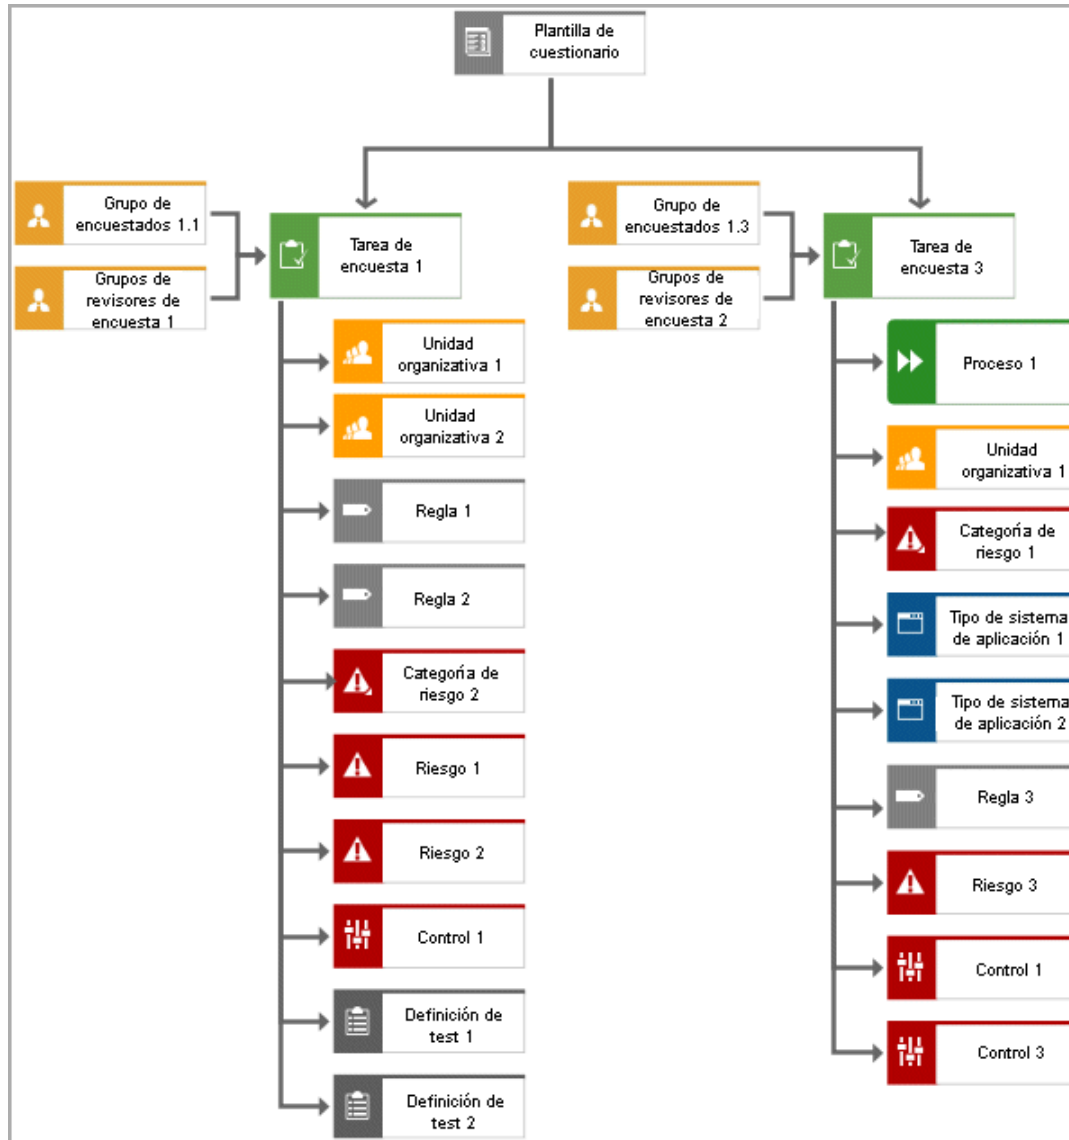 Plantilla de
cuestionario
Grupo de
encuestados 1.1
Grupos de
revisores de
encuesta 1
Tarea de
encuesta 1
Unidad
organizativa 1
Unidad
organizativa 2
Regla 1
Regla 2
Categoría de
riesgo 2
Riesgo 1
Riesgo 2
Control 1
Definición de
test 1
Definición de
test 2
Grupo de
encuestados 1.3
Grupos de
revisores de
encuesta 2
Tarea de
encuesta 3
Proceso 1
Unidad
organizativa 1
Categoría de
riesgo 1
Tipo de sistema
de aplicación 1
Tipo de sistema
de aplicación 2
Regla 3
Riesgo 3
Control 1
Control 3